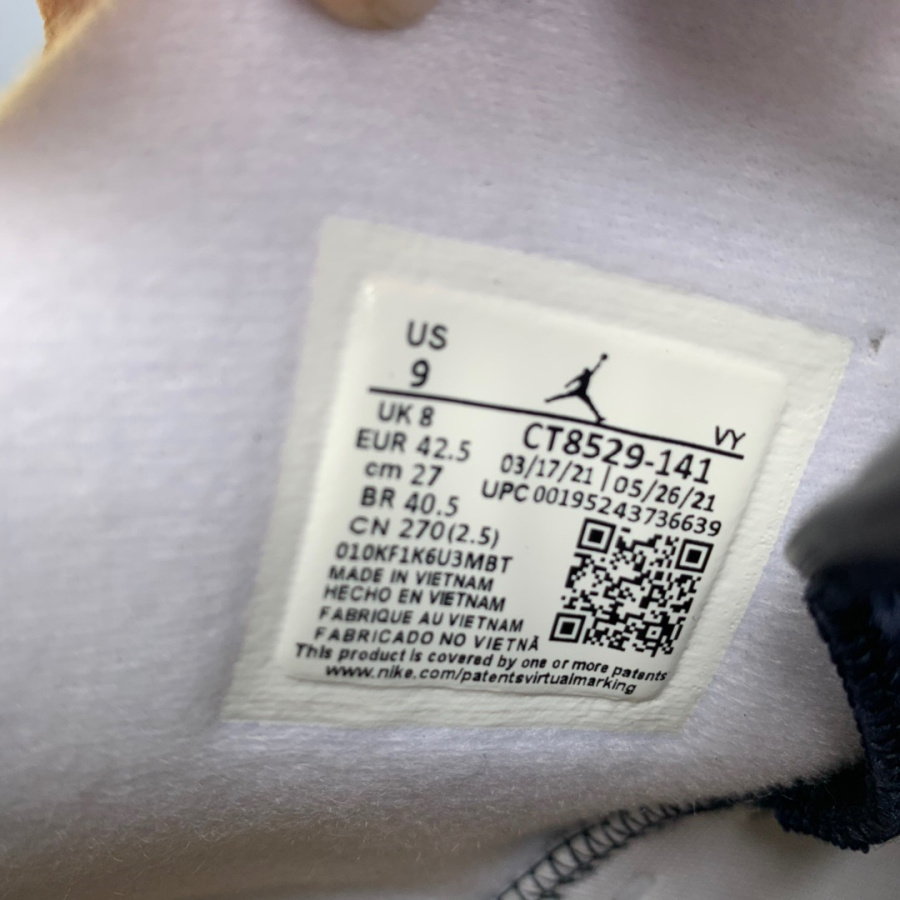 US
9
VY
UK 8
EUR 42.5
cm 27
BR 40.5
CN 270(2.5)
010KF1K6U3MBT
MADE IN VIETNAM
HECHO EN VIETNAM
FABRIQUE AU VIETNAM
FABRICADO NO VIETNÃ
CT8529-141
03/17/21 | 05/26/21
UPC 00195243736639
This product is covered by one or more patents
www.nike.com/patentsvirtualmarking